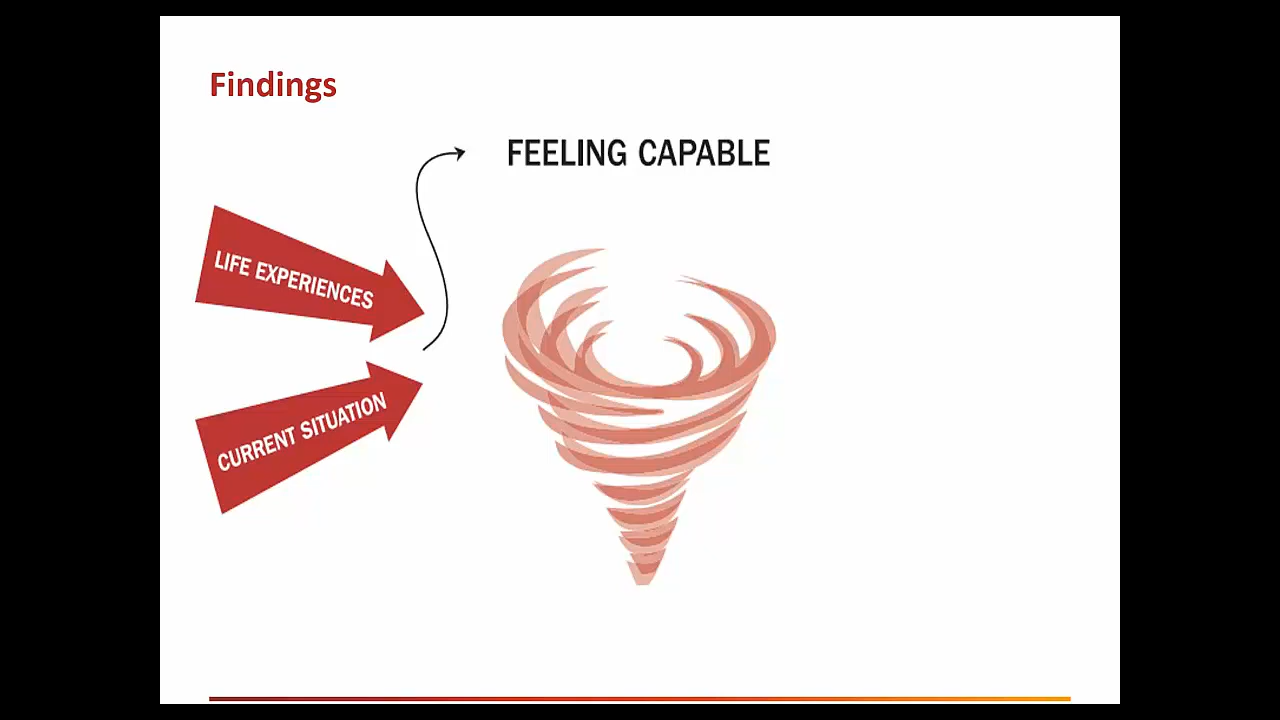 Findings
FEELING CAPABLE
LIFE EXPERIENCES
CURRENT SITUATION